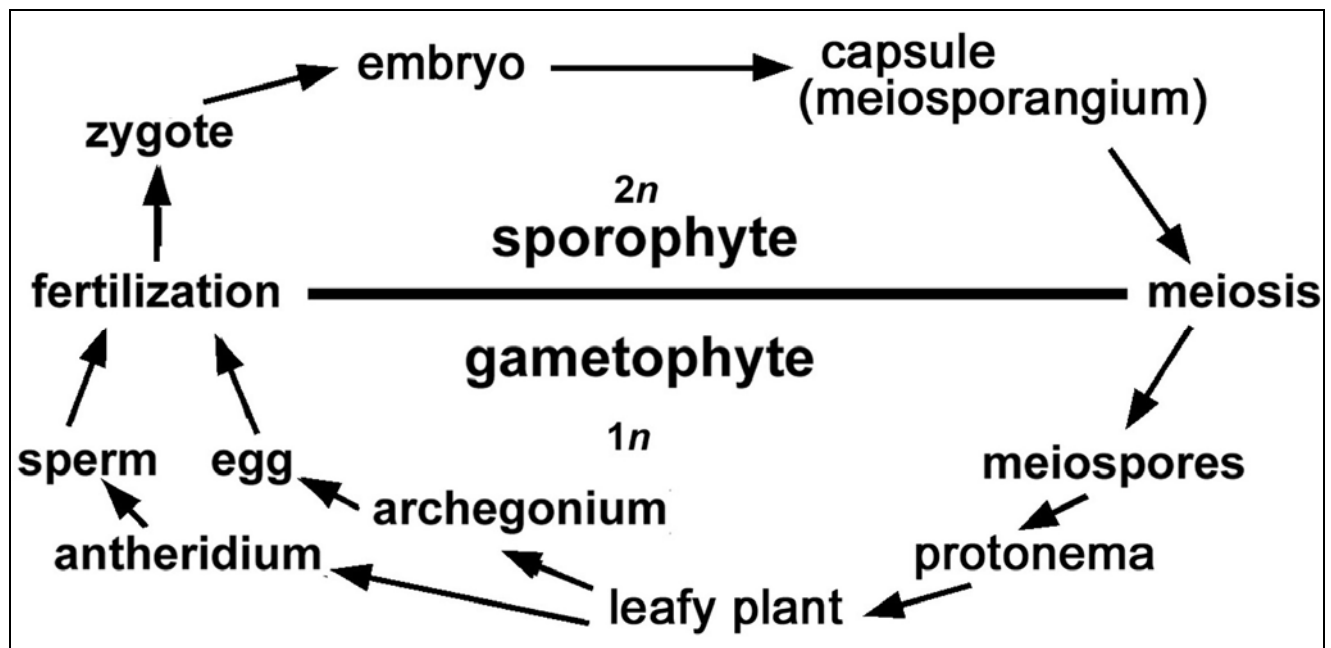 embryo
capsule
(meiosporangium)
zygote
2n
sporophyte
fertilization
meiosis
gametophyte
1n
sperm
egg
meiospores
archegonium
antheridium
protonema
leafy plant